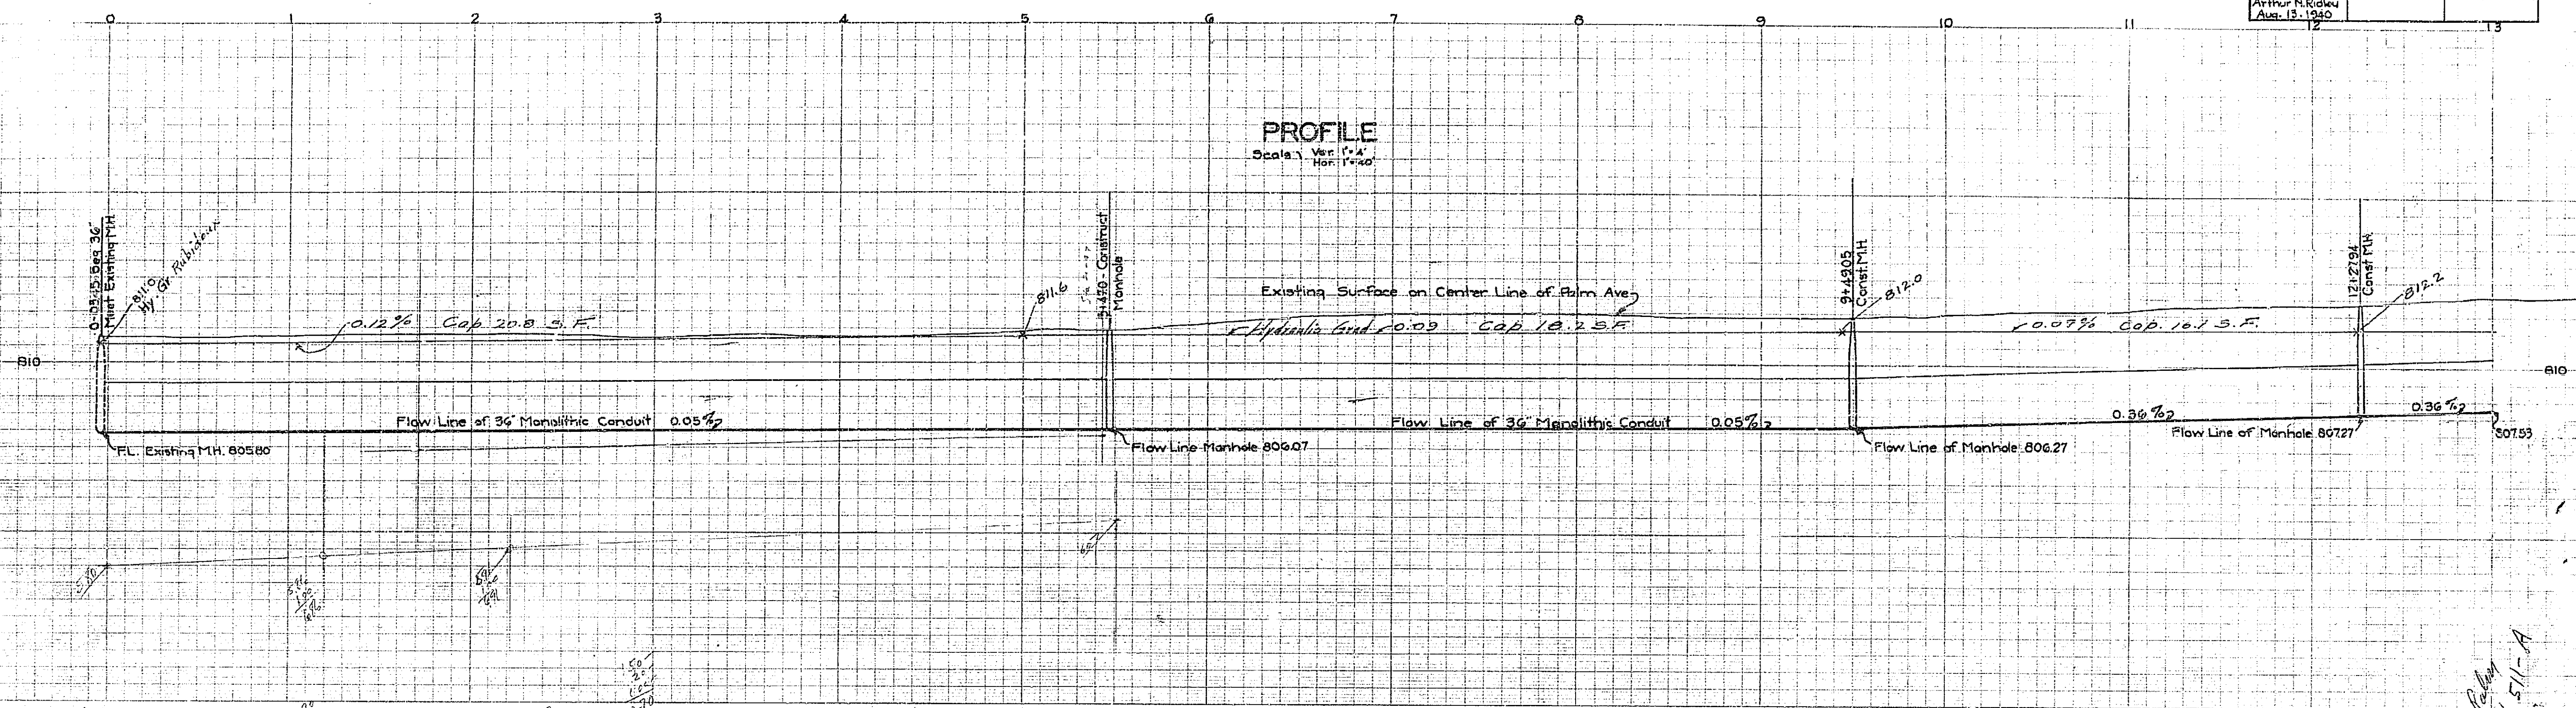 Arthur N. Ridley
Aug. 13. 1940
0 1 2 3 4 5 6 7 8 9 10 11 12 13
PROFILE
Scale Ver. 1"=4'
Hor. 1"=40'
Meet Existing M.H.
811.0
Hy. Gr. Rubidoux
0.12% Cap 20.8 S.F.
811.6
5+47.0 - Construct
Manhole
Existing Surface on Center Line of Palm Ave.
Hydraulic Grad 0.09 Cap 18.2 S.F.
9+49.05
Const. M.H.
812.0
0.07% Cap. 16.1 S.F.
12+27.94
Const M.H.
812.2
810
810
Flow Line of 36" Monolithic Conduit 0.05%
Flow Line of 36" Monolithic Conduit 0.05%
0.36%
0.36%
F.L. Existing M.H. 805.80
Flow Line Manhole 806.07
Flow Line of Manhole 806.27
Flow Line of Manhole 807.27
807.53
5.80
511-A